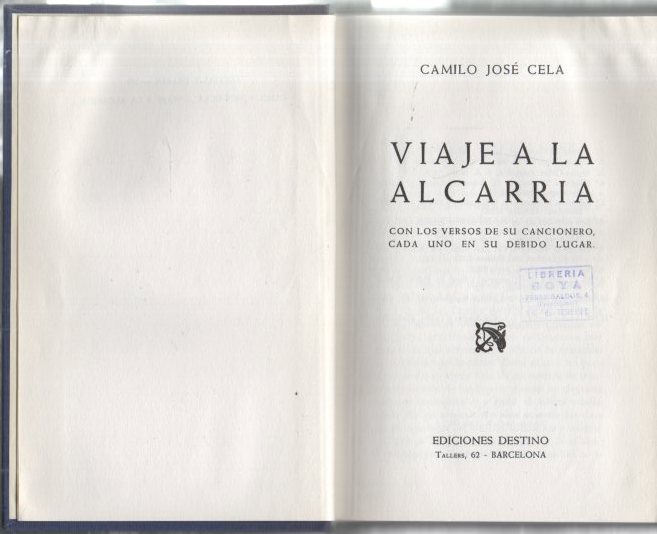 CAMILO JOSÉ CELA
VIAJE A LA
ALCARRIA
CON LOS VERSOS DE SU CANCIONERO,
CADA UNO EN SU DEBIDO LUGAR.
LIBRERIA
GOYA
EDICIONES DESTINO
TALLERS, 62 - BARCELONA